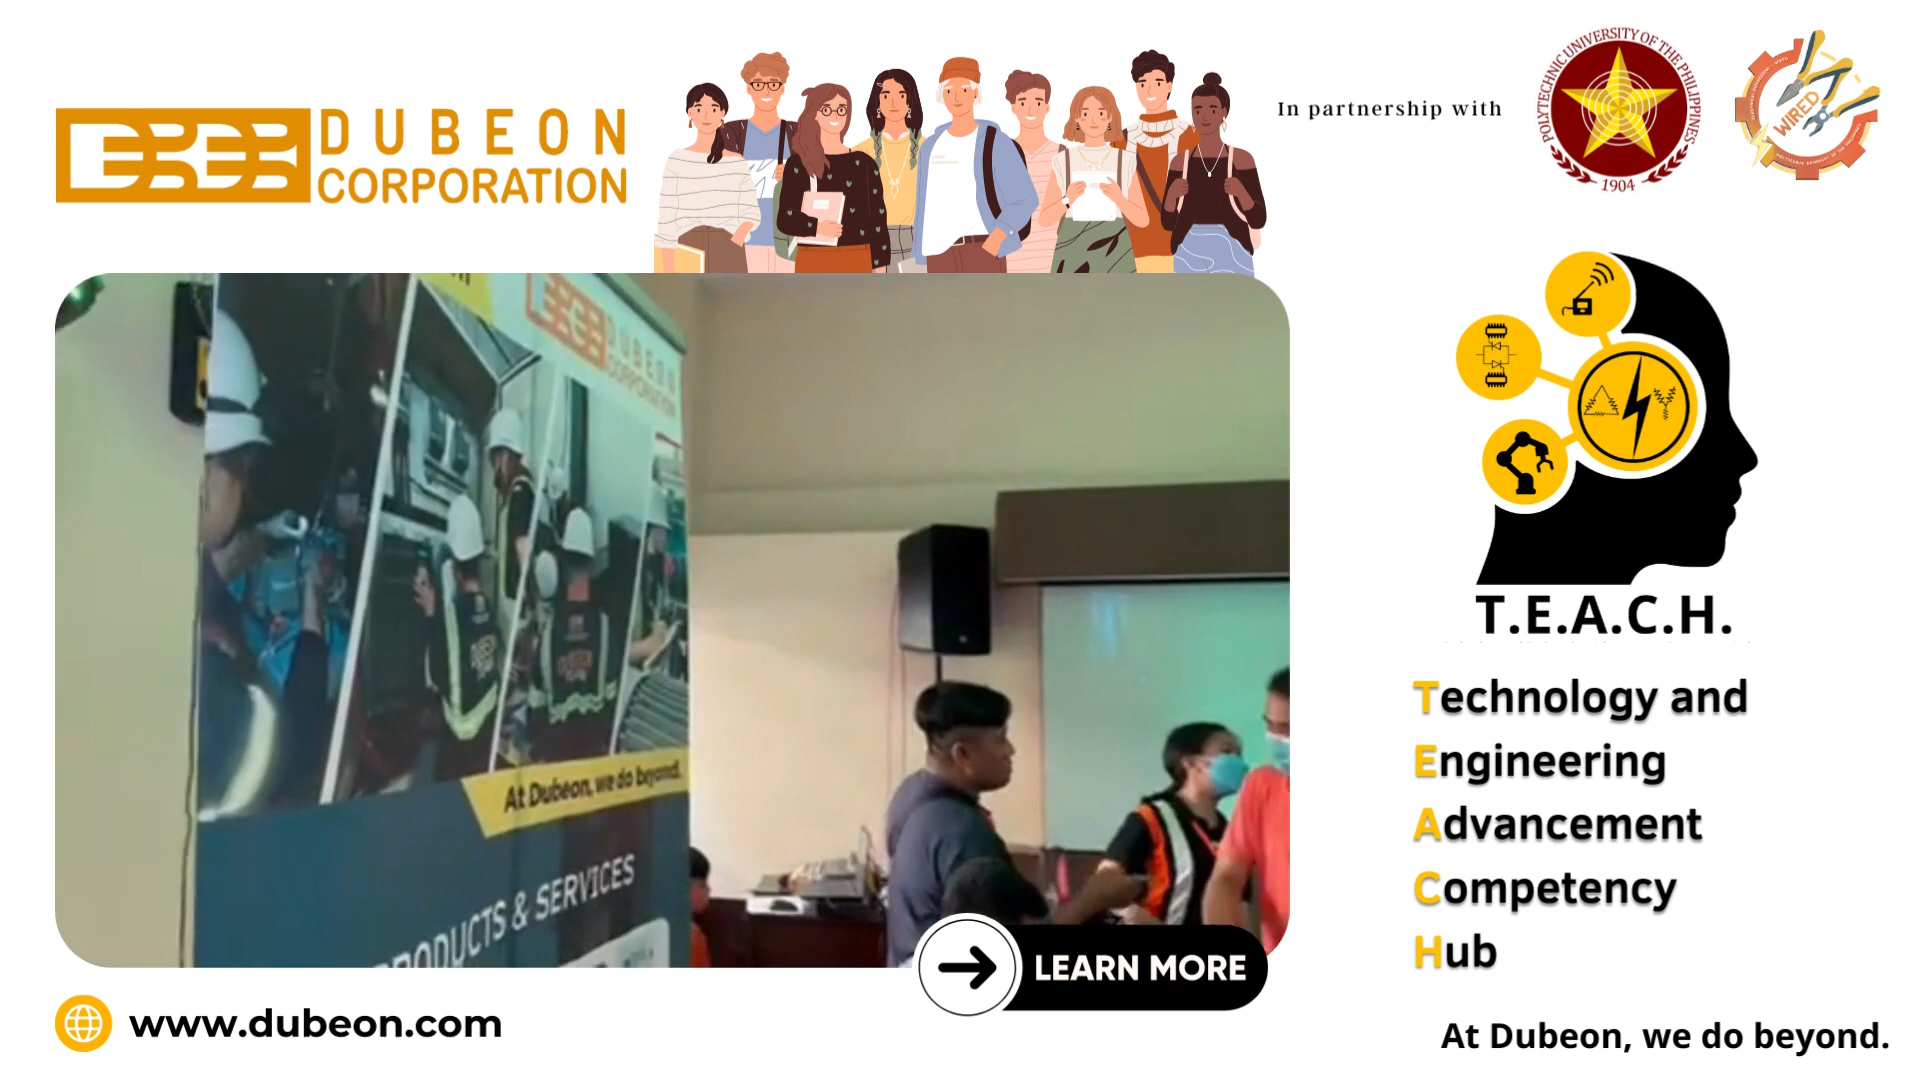 DUBEON
CORPORATION
In partnership with
POLYTECHNIC UNIVERSITY OF THE PHILIPPINES
1904
WIRED
DUBEON
CORPORATION
At Dubeon, we do beyond.
PRODUCTS & SERVICES
T.E.A.C.H.
Technology and
Engineering
Advancement
Competency
Hub
LEARN MORE
www.dubeon.com
At Dubeon, we do beyond.